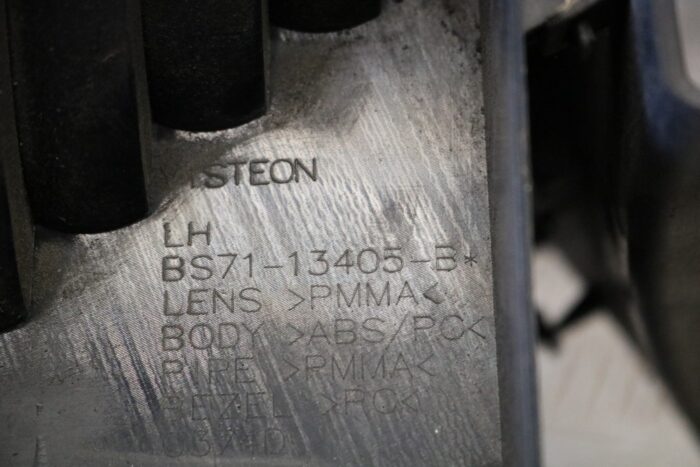 VISTEON
LH
BS71-13405-B*
LENS >PMMA<
BODY >ABS/PC<
PIPE >PMMA<
BEZEL >PC<